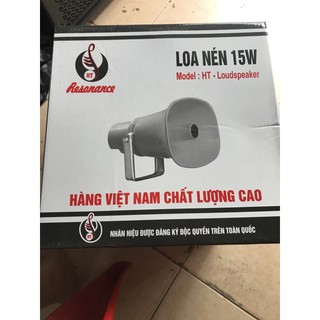 HT
Resonance
LOA NÉN 15W
Model : HT - Loudspeaker
HÀNG VIỆT NAM CHẤT LƯỢNG CAO
HT
NHÃN HIỆU ĐƯỢC ĐĂNG KÝ ĐỘC QUYỀN TRÊN TOÀN QUỐC